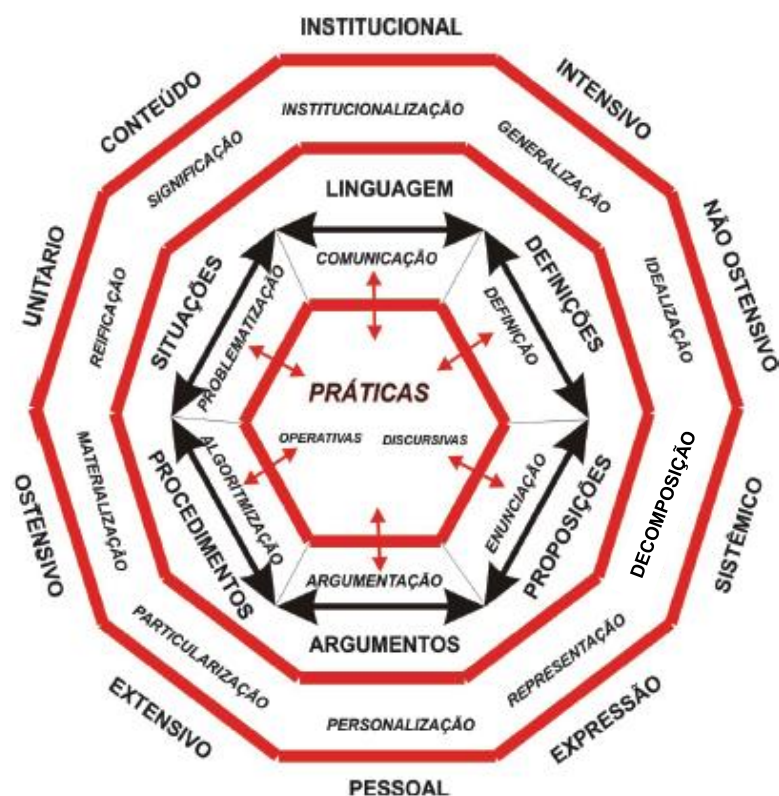 INSTITUCIONAL
CONTEÚDO
INTENSIVO
INSTITUCIONALIZAÇÃO
SIGNIFICAÇÃO
GENERALIZAÇÃO
LINGUAGEM
UNITÁRIO
NÃO OSTENSIVO
REIFICAÇÃO
SITUAÇÕES
COMUNICAÇÃO
DEFINIÇÕES
IDEALIZAÇÃO
PROBLEMATIZAÇÃO
DEFINIÇÃO
PRÁTICAS
OPERATIVAS
DISCURSIVAS
MATERIALIZAÇÃO
ALGORITMIZAÇÃO
ENUNCIAÇÃO
DECOMPOSIÇÃO
OSTENSIVO
PROCEDIMENTOS
PROPOSIÇÕES
SISTÊMICO
ARGUMENTAÇÃO
ARGUMENTOS
PARTICULARIZAÇÃO
REPRESENTAÇÃO
EXTENSIVO
PERSONALIZAÇÃO
EXPRESSÃO
PESSOAL